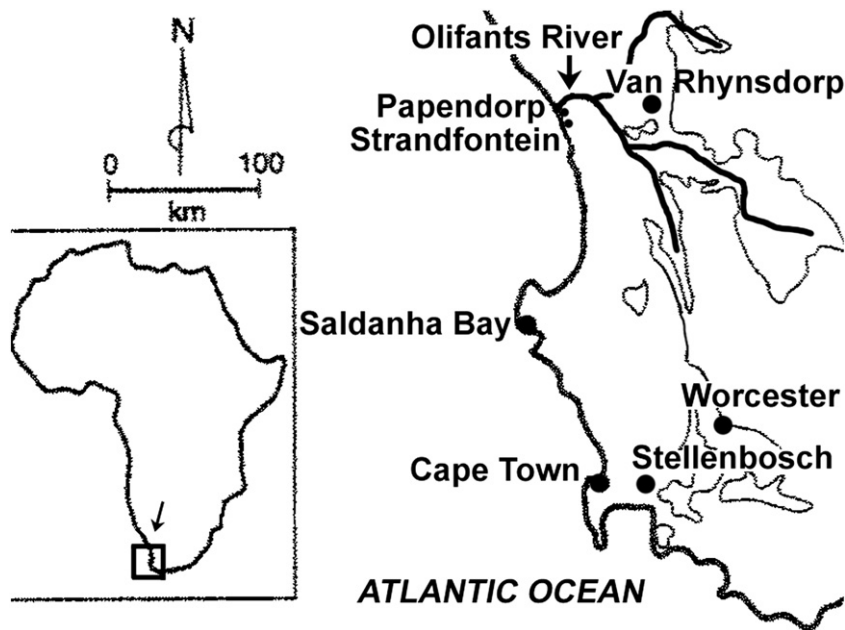 N
0 100
km
Olifants River
Van Rhynsdorp
Papendorp
Strandfontein
Saldanha Bay
Worcester
Cape Town
Stellenbosch
ATLANTIC OCEAN